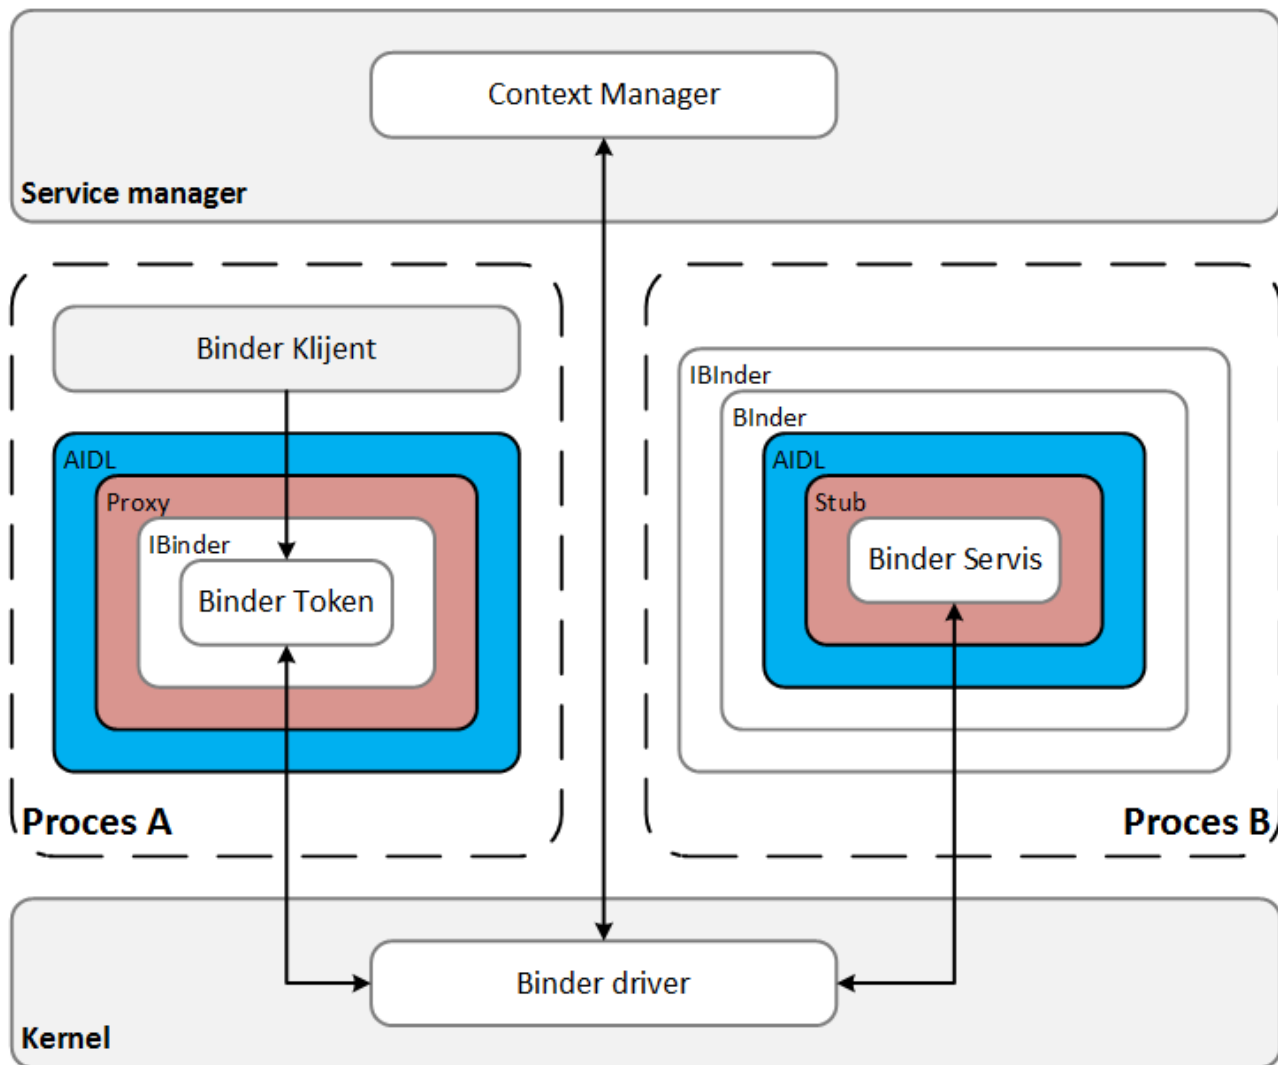 Context Manager
Service manager
Binder Klijent
AIDL
Proxy
IBinder
Binder Token
Proces A
IBInder
BInder
AIDL
Stub
Binder Servis
Proces B
Binder driver
Kernel